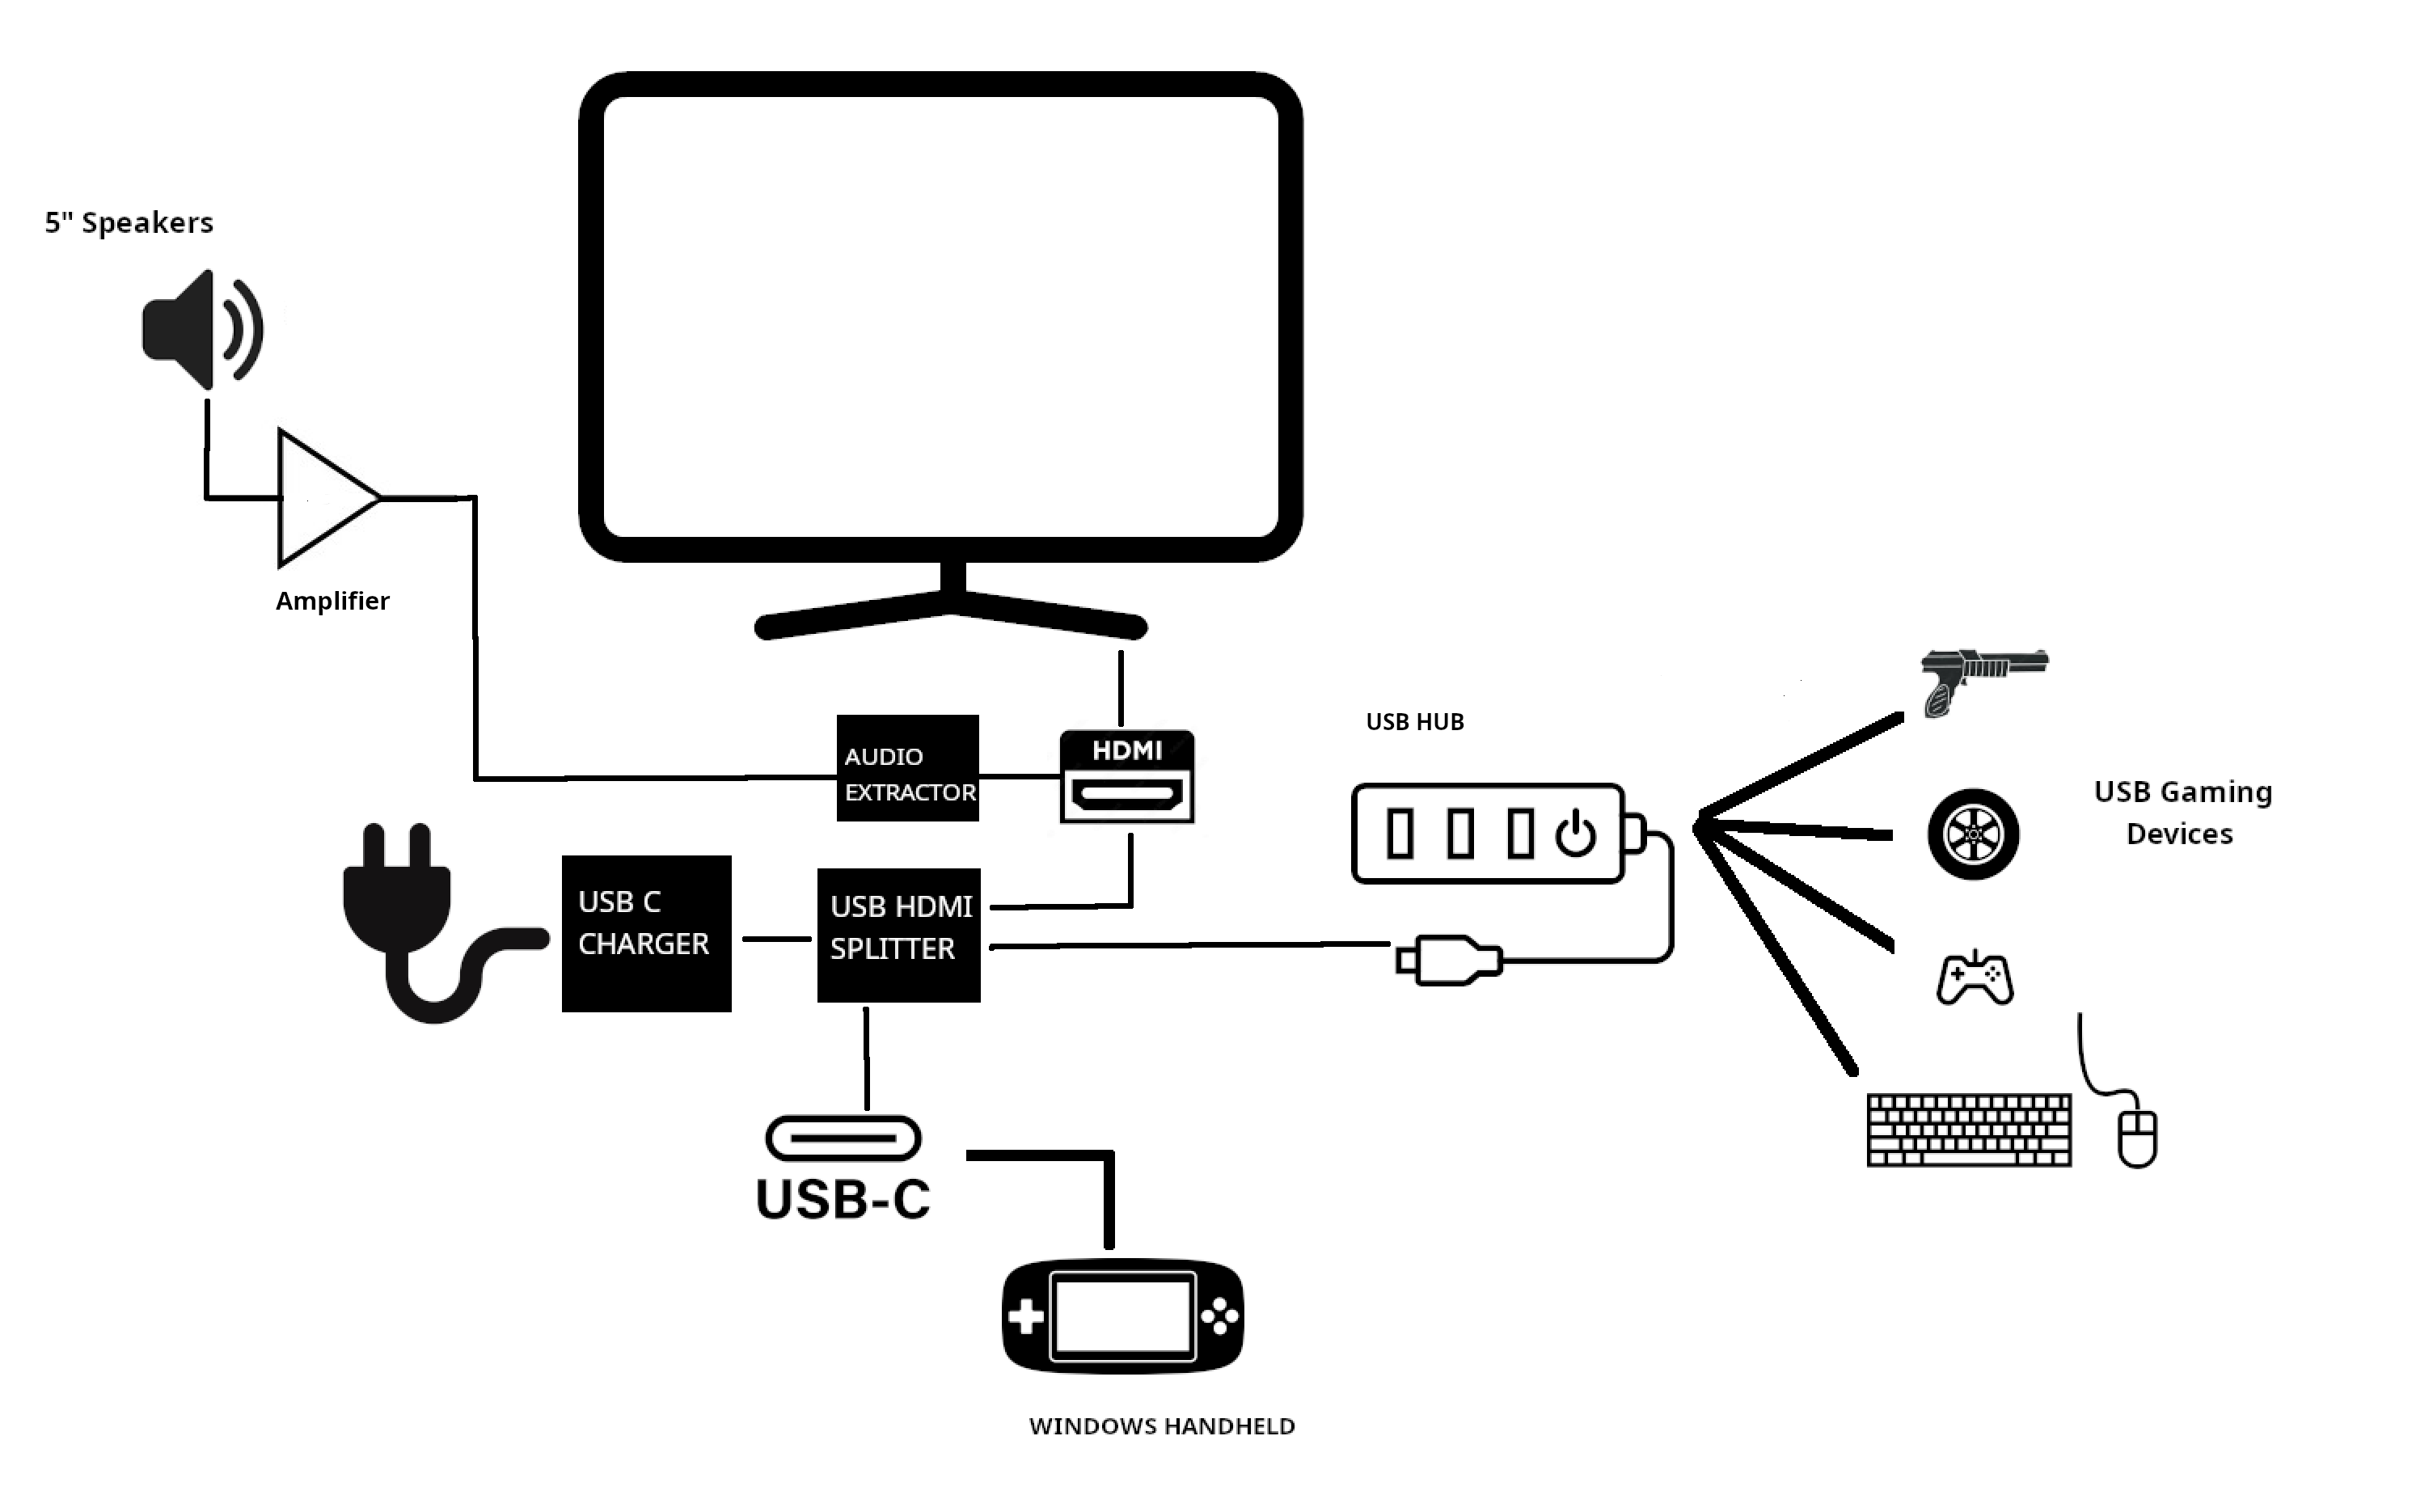 5" Speakers
Amplifier
AUDIO
EXTRACTOR
HDMI
USB HUB
USB Gaming
Devices
USB C
CHARGER
USB HDMI
SPLITTER
USB-C
WINDOWS HANDHELD